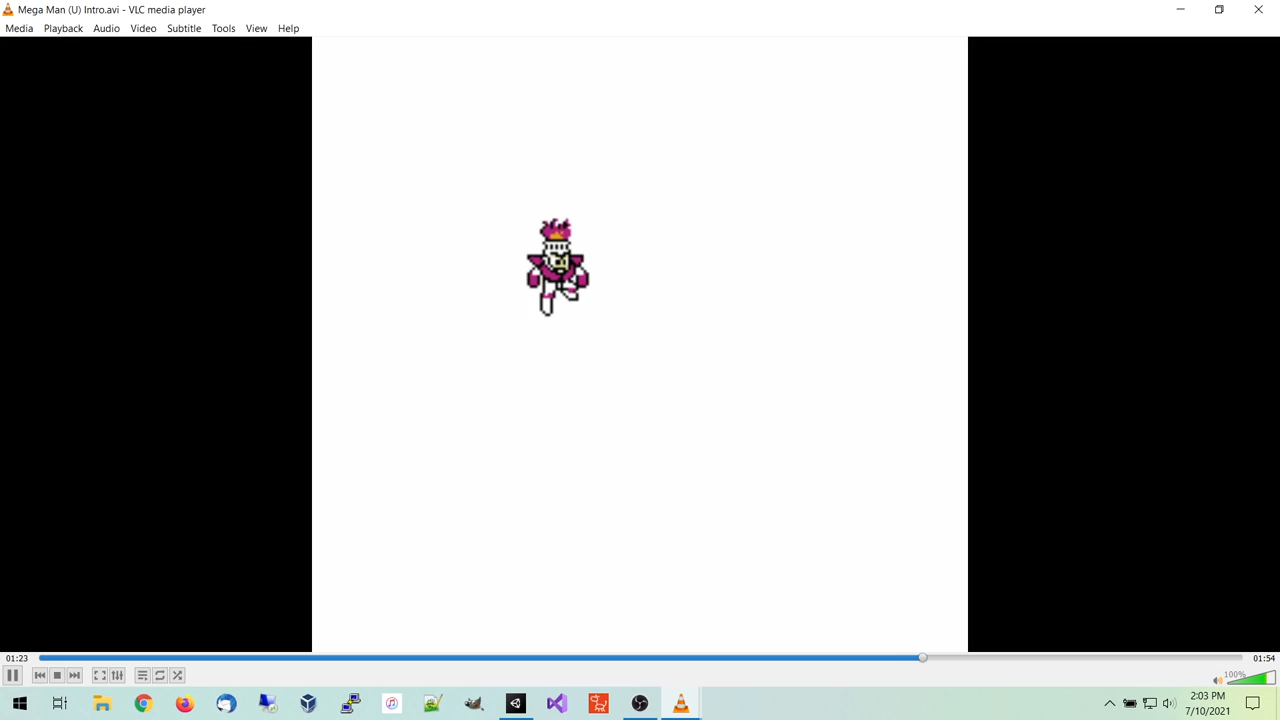 Mega Man (U) Intro.avi - VLC media player
Media Playback Audio Video Subtitle Tools View Help
01:23
01:54
100%
2:03 PM
7/10/2021